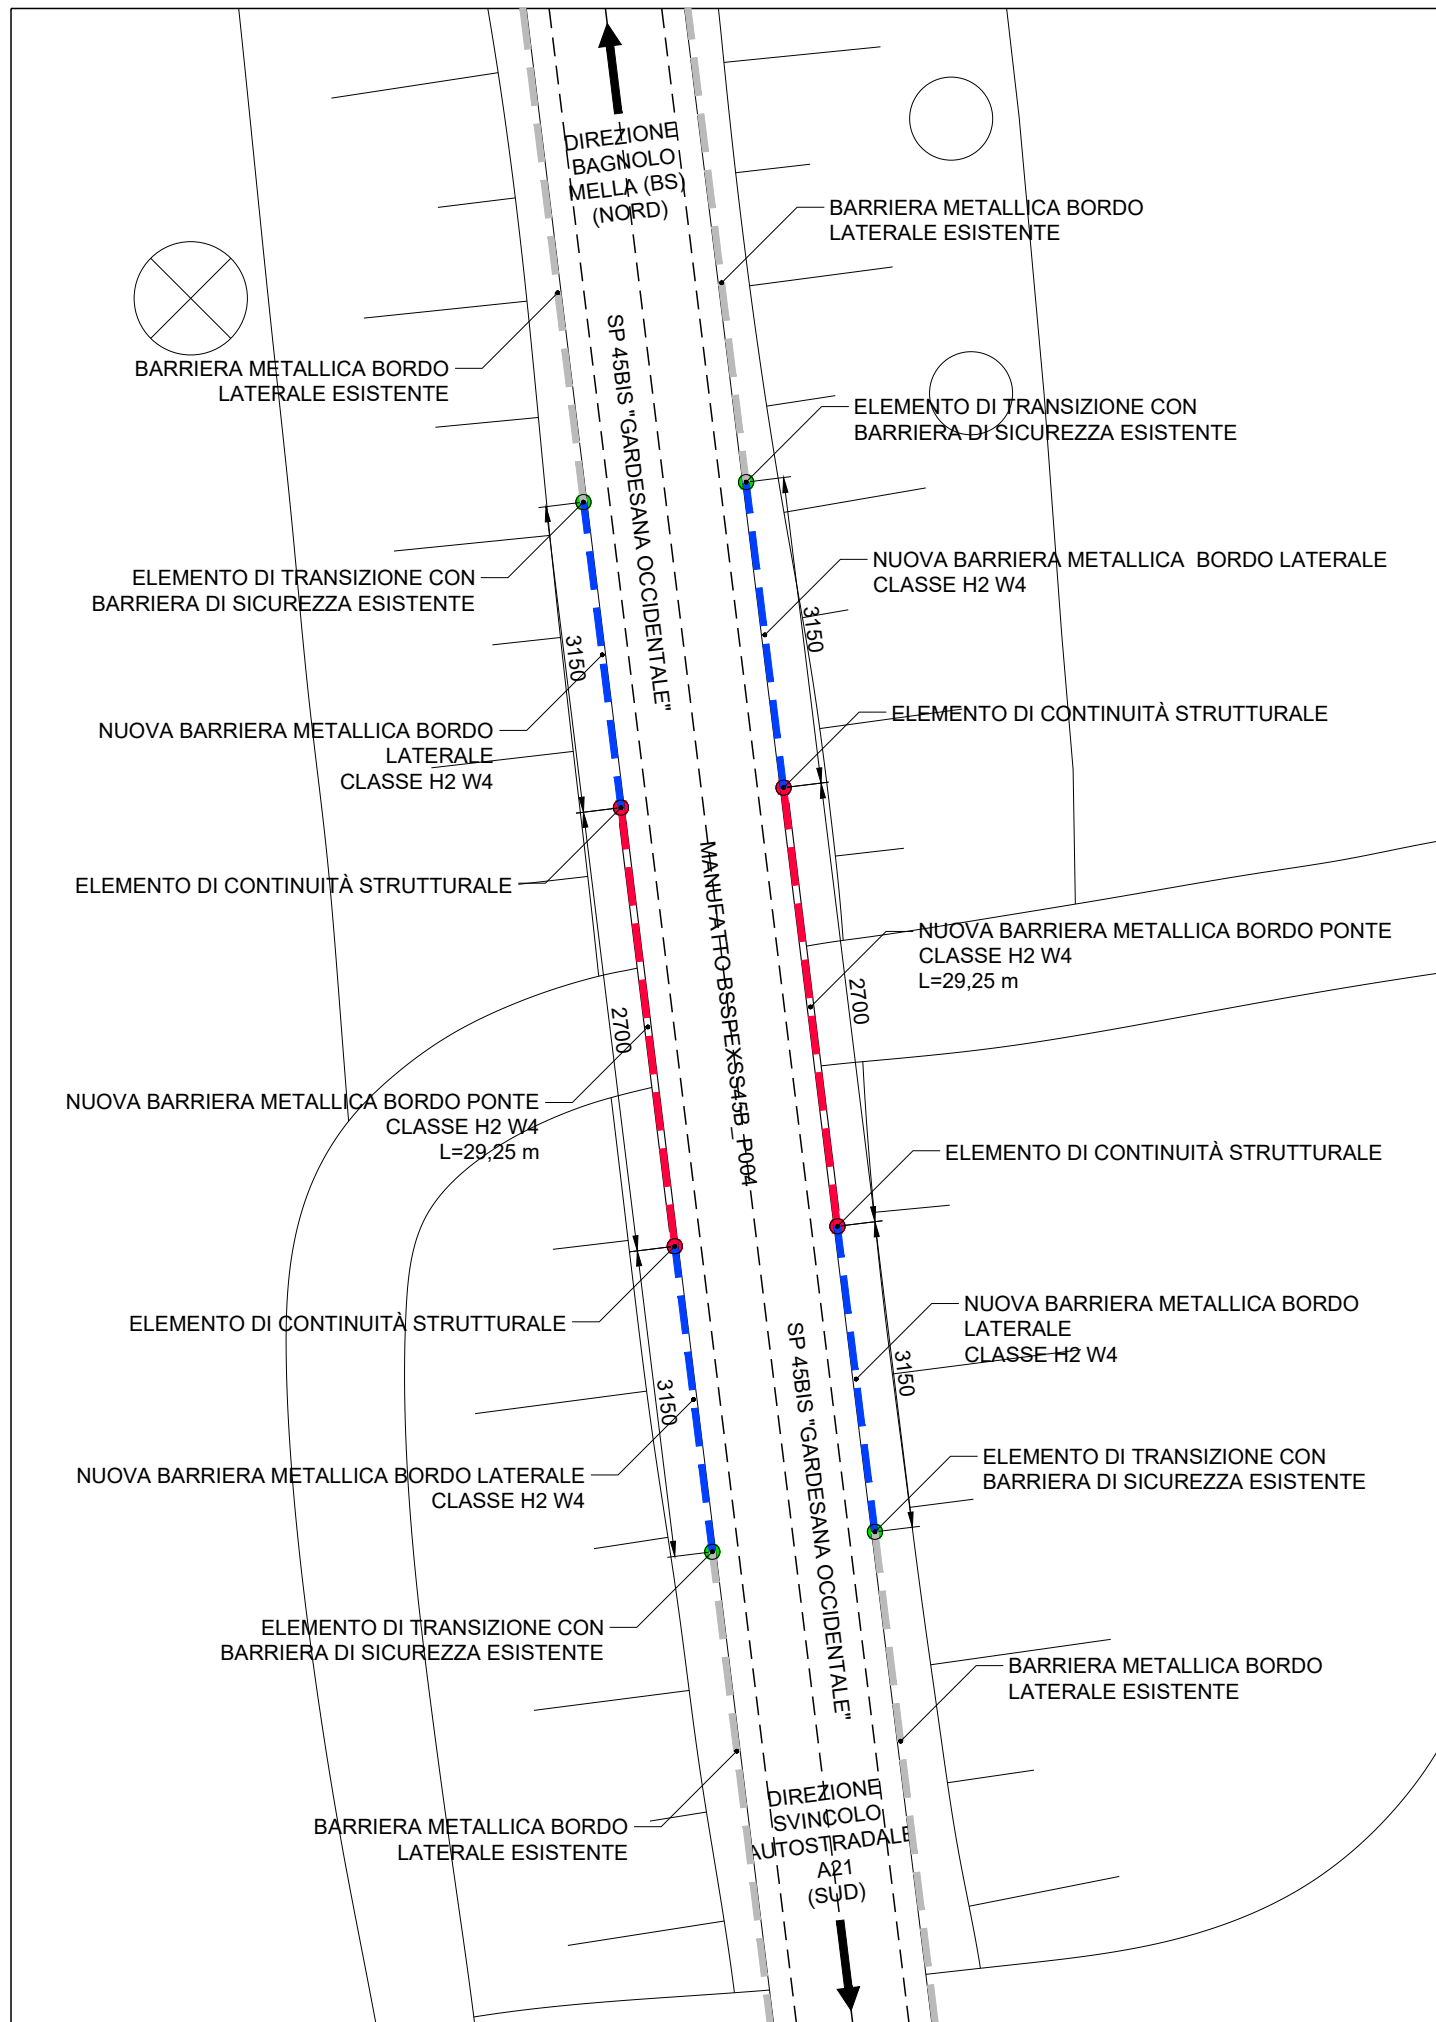 DIREZIONE
BAGNOLO
MELLA (BS)
(NORD)
BARRIERA METALLICA BORDO
LATERALE ESISTENTE
BARRIERA METALLICA BORDO
LATERALE ESISTENTE
SP 45BIS "GARDESANA OCCIDENTALE"
ELEMENTO DI TRANSIZIONE CON
BARRIERA DI SICUREZZA ESISTENTE
ELEMENTO DI TRANSIZIONE CON
BARRIERA DI SICUREZZA ESISTENTE
NUOVA BARRIERA METALLICA  BORDO LATERALE
CLASSE H2 W4
3150
3150
NUOVA BARRIERA METALLICA BORDO
LATERALE
CLASSE H2 W4
ELEMENTO DI CONTINUITÀ STRUTTURALE
ELEMENTO DI CONTINUITÀ STRUTTURALE
MANUFATTO BSSPEXSS45B_P004
NUOVA BARRIERA METALLICA BORDO PONTE
CLASSE H2 W4
L=29,25 m
2700
2700
NUOVA BARRIERA METALLICA BORDO PONTE
CLASSE H2 W4
L=29,25 m
ELEMENTO DI CONTINUITÀ STRUTTURALE
ELEMENTO DI CONTINUITÀ STRUTTURALE
NUOVA BARRIERA METALLICA BORDO
LATERALE
CLASSE H2 W4
3150
3150
SP 45BIS "GARDESANA OCCIDENTALE"
NUOVA BARRIERA METALLICA BORDO LATERALE
CLASSE H2 W4
ELEMENTO DI TRANSIZIONE CON
BARRIERA DI SICUREZZA ESISTENTE
ELEMENTO DI TRANSIZIONE CON
BARRIERA DI SICUREZZA ESISTENTE
BARRIERA METALLICA BORDO
LATERALE ESISTENTE
BARRIERA METALLICA BORDO
LATERALE ESISTENTE
DIREZIONE
SVINCOLO
AUTOSTRADALE
A21
(SUD)